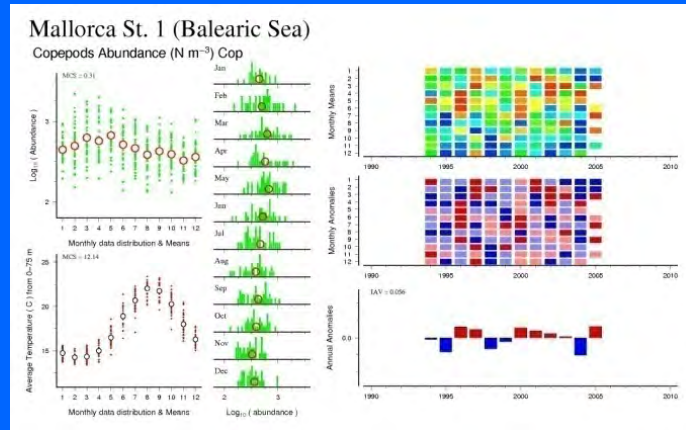 Mallorca St. 1 (Balearic Sea)
Copepods Abundance (N m⁻³) Cop
MCS = 0.31
Log₁₀ ( Abundance )
3
2
1 2 3 4 5 6 7 8 9 10 11 12
Monthly data distribution & Means
MCS = 12.14
Average Temperature ( C ) from 0-75 m
25
20
15
1 2 3 4 5 6 7 8 9 10 11 12
Monthly data distribution & Means
Jan
Feb
Mar
Apr
May
Jun
Jul
Aug
Sep
Oct
Nov
Dec
2 3
Log₁₀ ( abundance )
Monthly Means
1
2
3
4
5
6
7
8
9
10
11
12
1990 1995 2000 2005 2010
Monthly Anomalies
1
2
3
4
5
6
7
8
9
10
11
12
1990 1995 2000 2005 2010
IAV = 0.056
Annual Anomalies
0.0
1990 1995 2000 2005 2010